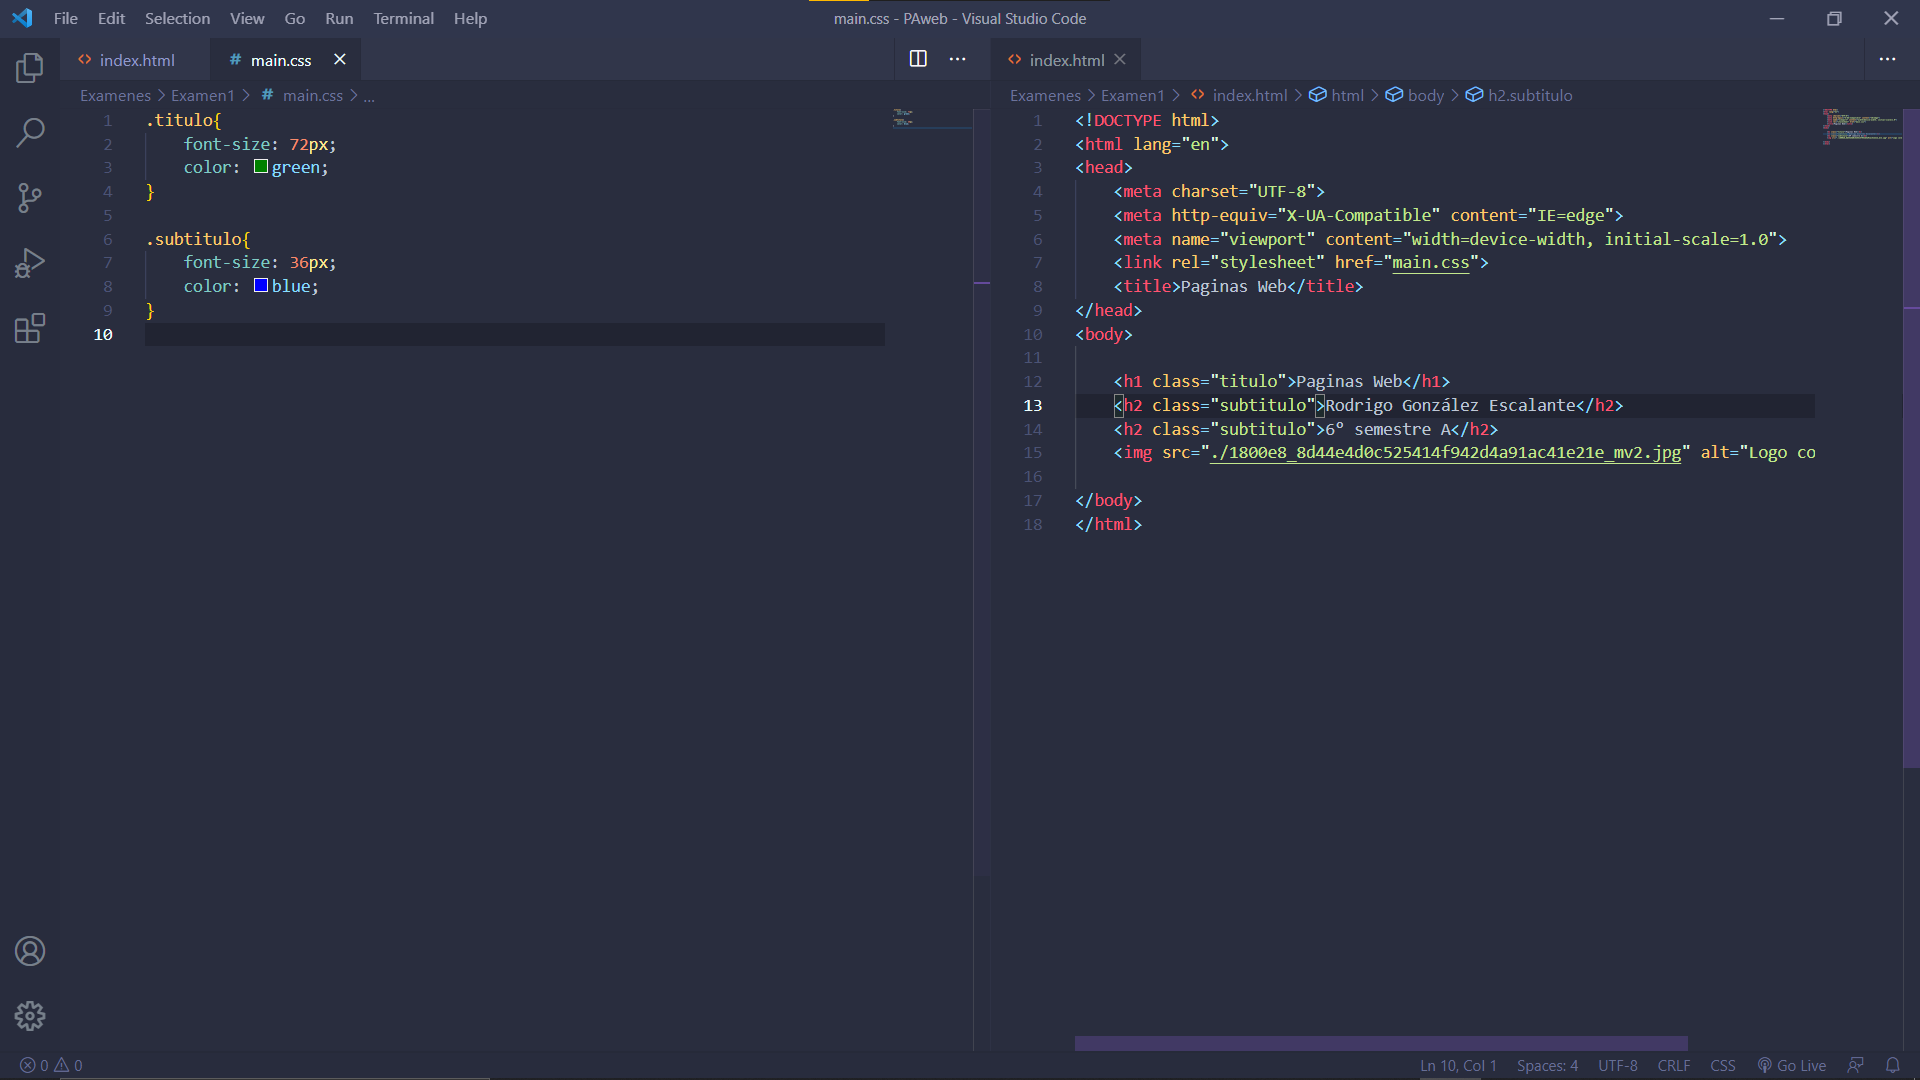 File Edit Selection View Go Run Terminal Help
main.css - PAweb - Visual Studio Code
index.html
# main.css
Examenes > Examen1 > # main.css > ...
1 .titulo{
2     font-size: 72px;
3     color: green;
4 }
5
6 .subtitulo{
7     font-size: 36px;
8     color: blue;
9 }
10
index.html
Examenes > Examen1 > index.html > html > body > h2.subtitulo
1 <!DOCTYPE html>
2 <html lang="en">
3 <head>
4     <meta charset="UTF-8">
5     <meta http-equiv="X-UA-Compatible" content="IE=edge">
6     <meta name="viewport" content="width=device-width, initial-scale=1.0">
7     <link rel="stylesheet" href="main.css">
8     <title>Paginas Web</title>
9 </head>
10 <body>
11
12     <h1 class="titulo">Paginas Web</h1>
13     <h2 class="subtitulo">Rodrigo González Escalante</h2>
14     <h2 class="subtitulo">6º semestre A</h2>
15     <img src="./1800e8_8d44e4d0c525414f942d4a91ac41e21e_mv2.jpg" alt="Logo co
16
17 </body>
18 </html>
0 0
Ln 10, Col 1 Spaces: 4 UTF-8 CRLF CSS Go Live